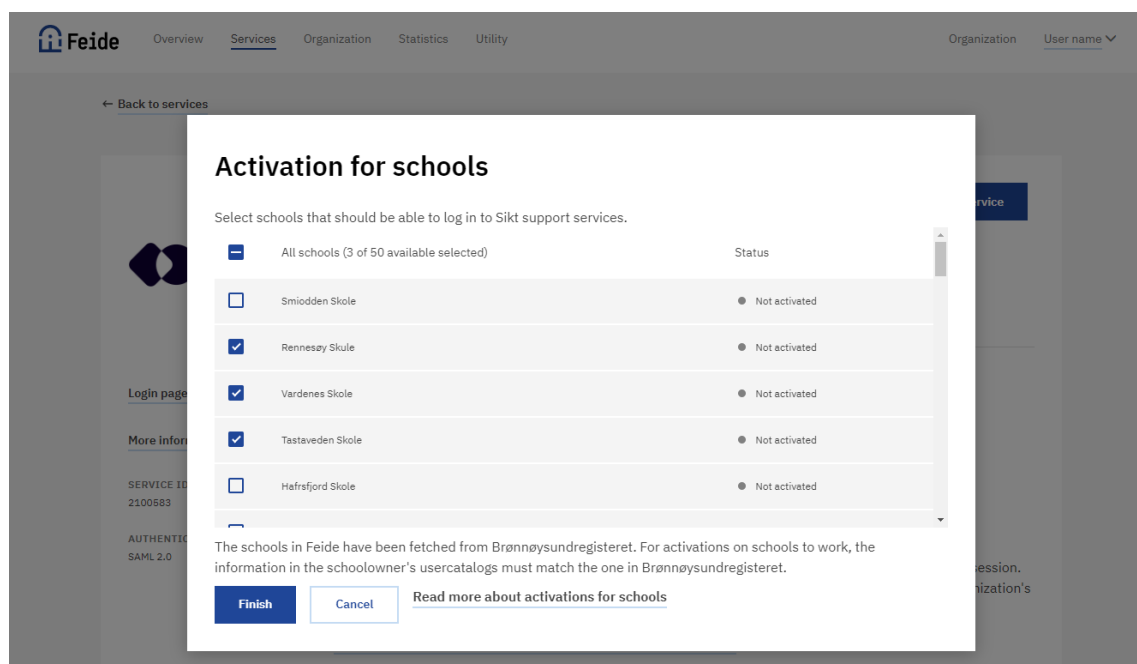 Feide
Overview Services Organization Statistics Utility Organization User name
← Back to services
Activation for schools
Select schools that should be able to log in to Sikt support services.
All schools (3 of 50 available selected) Status
Smiodden Skole Not activated
Rennesøy Skule Not activated
Vardenes Skole Not activated
Tastaveden Skole Not activated
Hafrsfjord Skole Not activated
The schools in Feide have been fetched from Brønnøysundregisteret. For activations on schools to work, the
information in the schoolowner's usercatalogs must match the one in Brønnøysundregisteret.
Finish Cancel Read more about activations for schools
Login page
More
SERVICE ID
2100583
SAML 2.0